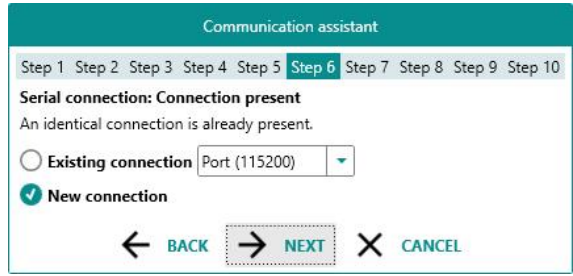 Communication assistant
Step 1 Step 2 Step 3 Step 4 Step 5 Step 6 Step 7 Step 8 Step 9 Step 10
Serial connection: Connection present
An identical connection is already present.
Existing connection Port (115200)
New connection
BACK NEXT CANCEL